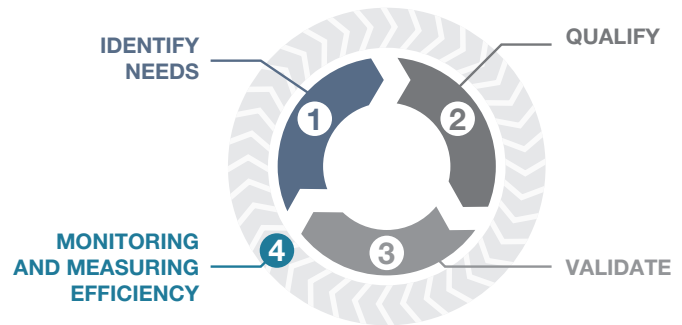 IDENTIFY
NEEDS
1
QUALIFY
2
3
VALIDATE
MONITORING
AND MEASURING
EFFICIENCY
4